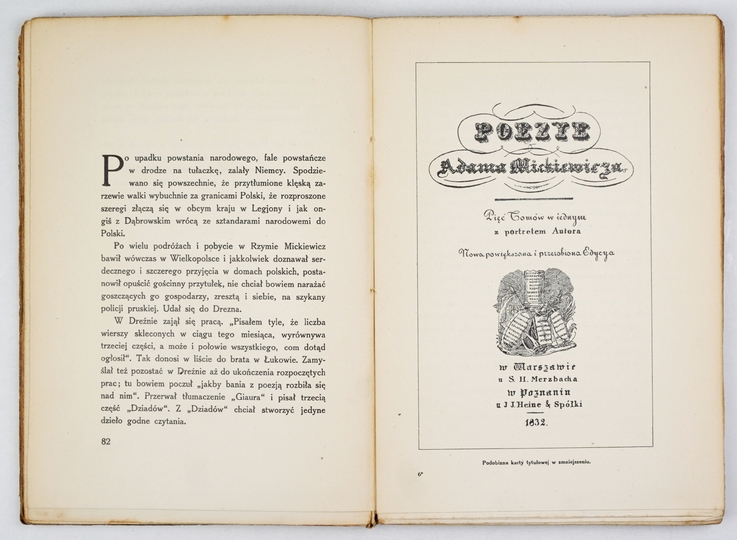 Po upadku powstania narodowego, fale powstańcze
w drodze na tułaczkę, zalały Niemcy. Spodzie-
wano się powszechnie, że przytłumione klęską za-
rzewie walki wybuchnie za granicami Polski, że rozproszone
szeregi złączą się w obcym kraju w Legjony i jak on-
giś z Dąbrowskim wrócą ze sztandarami narodowemi do
Polski.
Po wielu podróżach i pobycie w Rzymie Mickiewicz
bawił wówczas w Wielkopolsce i jakkolwiek doznawał ser-
decznego i szczerego przyjęcia w domach polskich, posta-
nowił opuścić gościnny przytułek, nie chciał bowiem narażać
goszczących go gospodarzy, zresztą i siebie, na szykany
policji pruskiej. Udał się do Drezna.
W Dreźnie zajął się pracą. „Pisałem tyle, że liczba
wierszy skleconych w ciągu tego miesiąca, wyrównywa
trzeciej części, a może i połowie wszystkiego, com dotąd
ogłosił“. Tak donosi w liście do brata w Łukowie. Zamy-
ślał też pozostać w Dreźnie aż do ukończenia rozpoczętych
prac; tu bowiem poczuł „jakby bania z poezją rozbiła się
nad nim“. Przerwał tłumaczenie „Giaura“ i pisał trzecią
część „Dziadów“. Z „Dziadów“ chciał stworzyć jedyne
dzieło godne czytania.
82
POEZYE
Adama Mickiewicza
Pięć Tomów w iednym
z portretem Autora
Nowa powiększona i przerobiona Edycya
w Warszawie
u S. H. Merzbacha
w Poznaniu
u J. J. Heine & Spółki
1832.
Podobizna karty tytułowej w zmniejszeniu.
6*